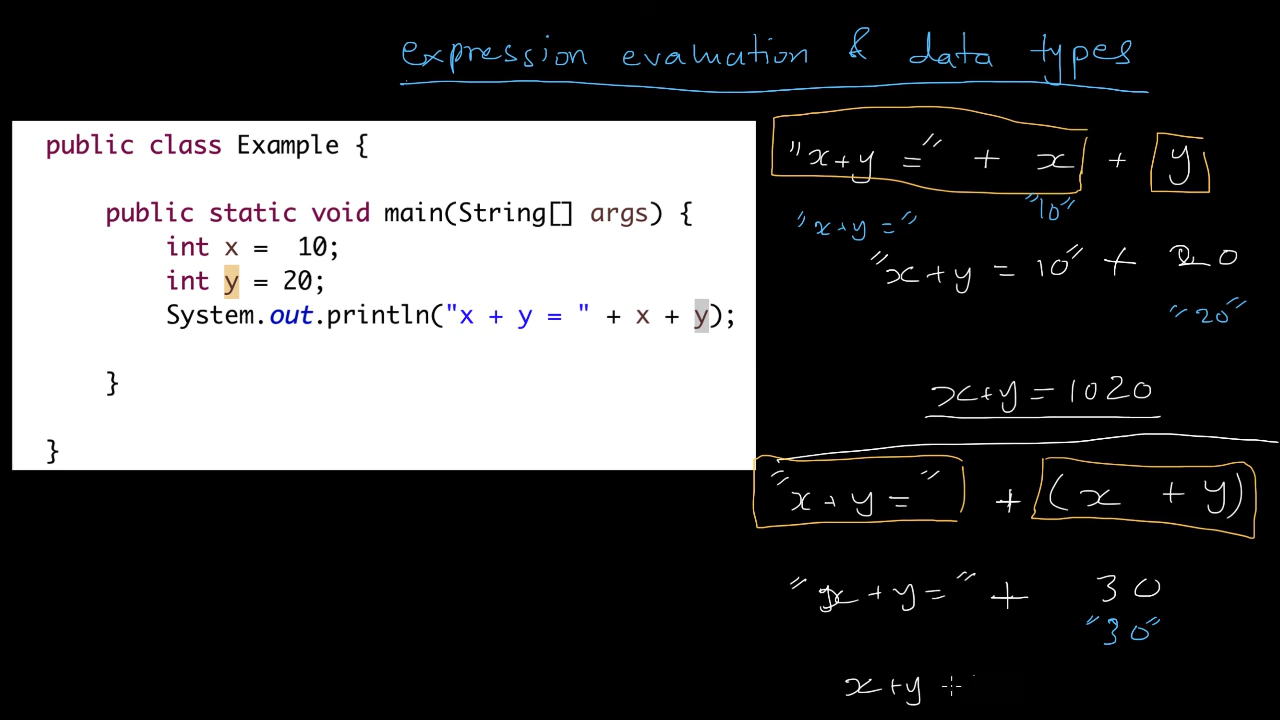 expression evaluation & data types
public class Example {
public static void main(String[] args) {
int x = 10;
int y = 20;
System.out.println("x + y = " + x + y);
}
}
"x+y =" + x + y
"x+y =" "10"
"x+y = 10" + 20
"20"
x+y = 1020
"x+y = " + (x + y)
"x+y = " + 30
"30"
x+y +